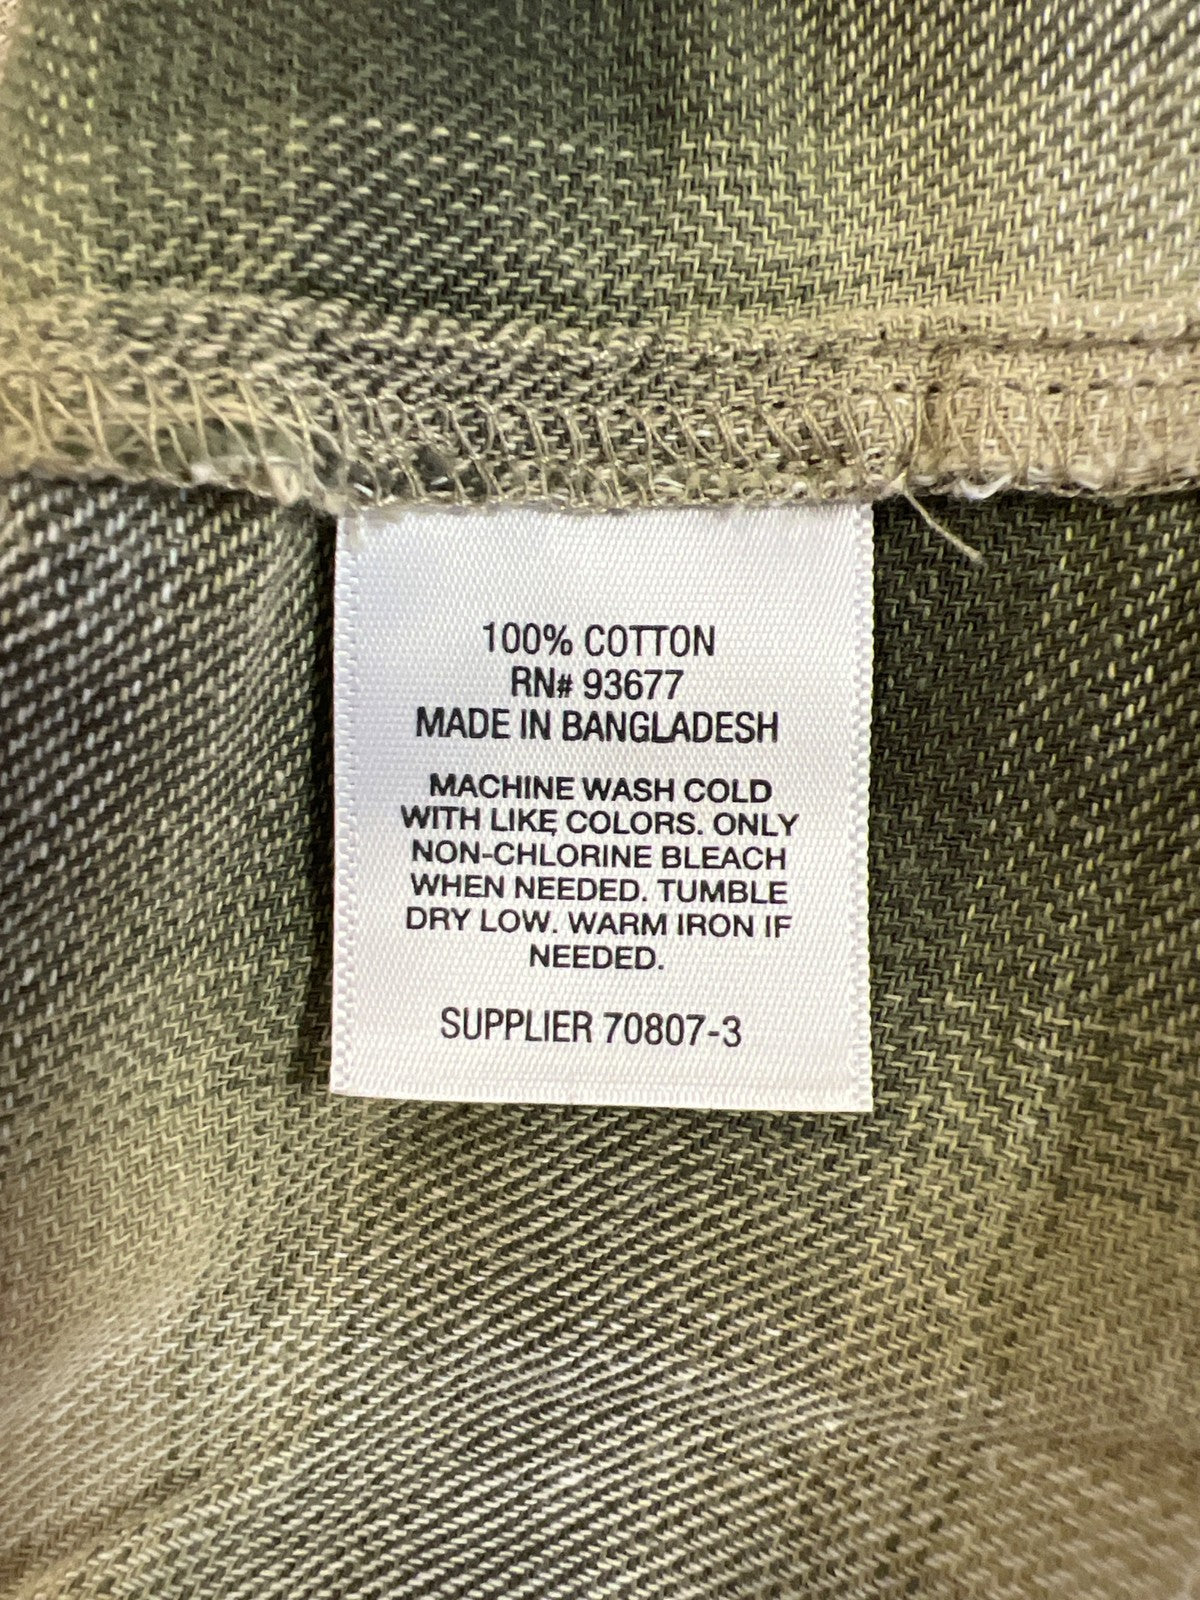 100% COTTON
RN# 93677
MADE IN BANGLADESH
MACHINE WASH COLD
WITH LIKE COLORS. ONLY
NON-CHLORINE BLEACH
WHEN NEEDED. TUMBLE
DRY LOW. WARM IRON IF
NEEDED.
SUPPLIER 70807-3